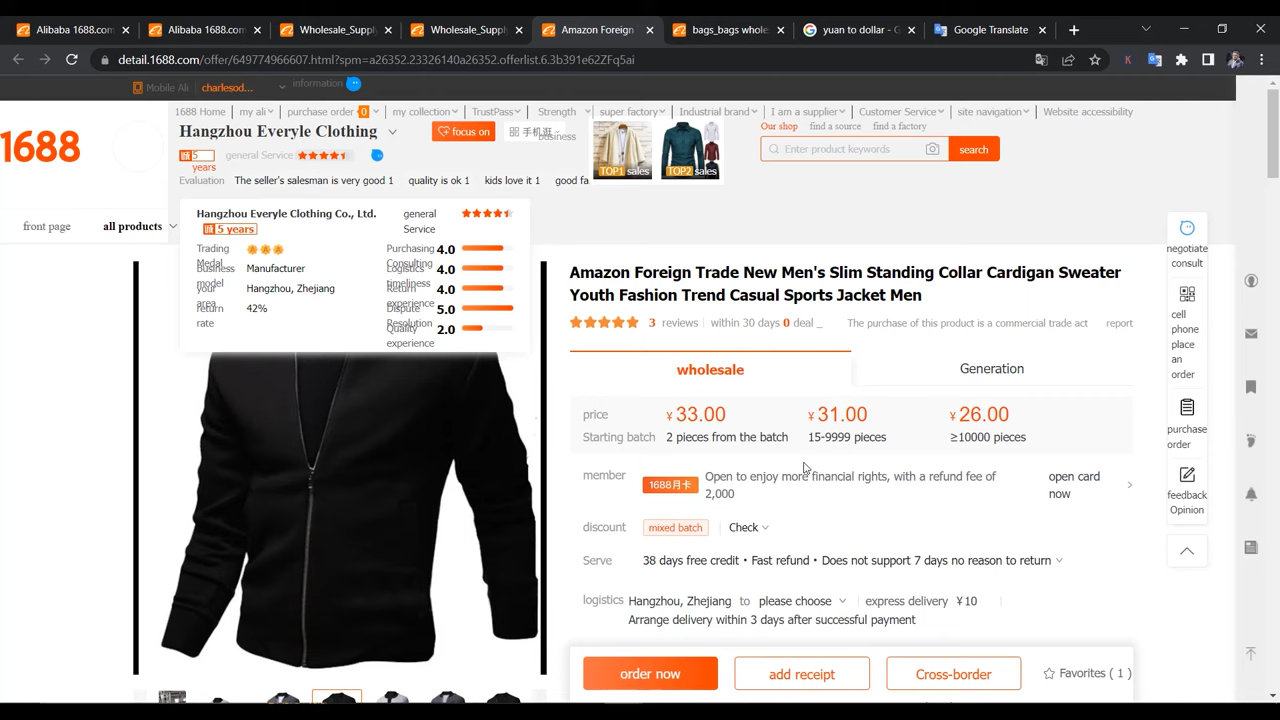 Alibaba 1688.com
Alibaba 1688.com
Wholesale_Supply
Wholesale_Supply
Amazon Foreign
bags_bags whole
yuan to dollar - G
Google Translate
detail.1688.com/offer/649774966607.html?spm=a26352.23326140a26352.offerlist.6.3b391e62ZFq5ai
Mobile Ali charlesod... information
1688 Home my ali purchase order 0 my collection TrustPass Strength super factory Industrial brand I am a supplier Customer Service site navigation Website accessibility
business
1688
Hangzhou Everyle Clothing
focus on
手机逛
诚 5 years
general Service
Evaluation The seller's salesman is very good 1 quality is ok 1 kids love it 1 good fa
TOP1 sales
TOP2 sales
Our shop find a source find a factory
Enter product keywords
search
front page
all products
Hangzhou Everyle Clothing Co., Ltd.
诚 5 years
general Service
Trading Medal
Business model Manufacturer
your area Hangzhou, Zhejiang
return rate 42%
Purchasing Consulting 4.0
Logistics timeliness 4.0
Return experience 4.0
Dispute Resolution 5.0
Quality experience 2.0
Amazon Foreign Trade New Men's Slim Standing Collar Cardigan Sweater
Youth Fashion Trend Casual Sports Jacket Men
3 reviews within 30 days 0 deal _ The purchase of this product is a commercial trade act report
wholesale
Generation
price ¥ 33.00 ¥ 31.00 ¥ 26.00
Starting batch 2 pieces from the batch 15-9999 pieces ≥10000 pieces
member 1688月卡 Open to enjoy more financial rights, with a refund fee of 2,000 open card now
discount mixed batch Check
Serve 38 days free credit • Fast refund • Does not support 7 days no reason to return
logistics Hangzhou, Zhejiang to please choose express delivery ¥10
Arrange delivery within 3 days after successful payment
order now
add receipt
Cross-border
Favorites ( 1 )
negotiate
consult
cell
phone
place
an
order
purchase
order
feedback
Opinion